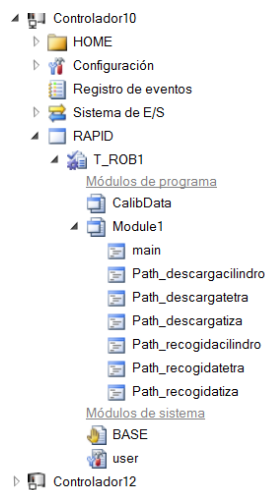 Controlador10
HOME
Configuración
Registro de eventos
Sistema de E/S
RAPID
T_ROB1
Módulos de programa
CalibData
Module1
main
Path_descargacilindro
Path_descargatetra
Path_descargatiza
Path_recogidacilindro
Path_recogidatetra
Path_recogidatiza
Módulos de sistema
BASE
user
Controlador12